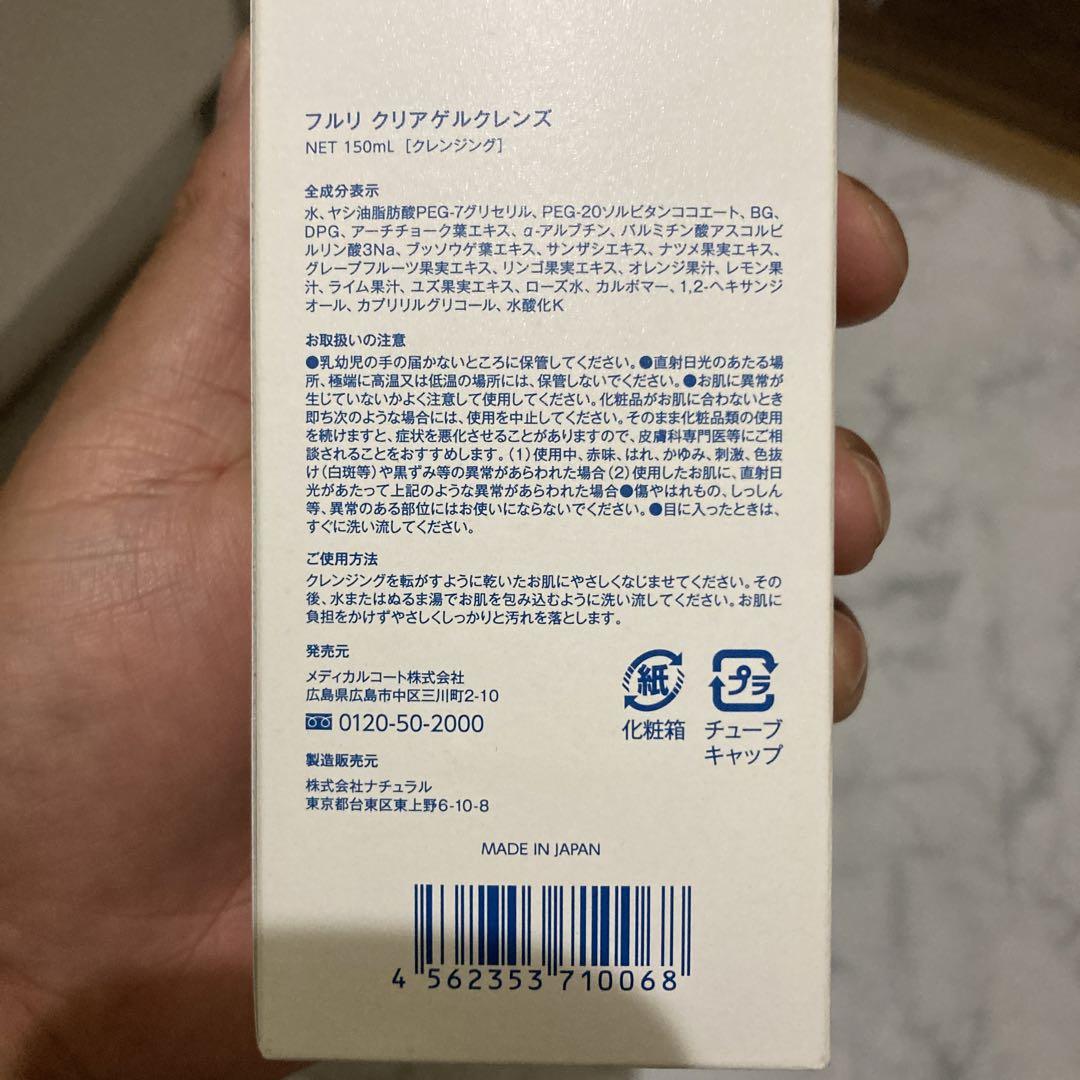 フルリ クリアゲルクレンズ
NET 150mL [クレンジング]
全成分表示
水、ヤシ油脂肪酸PEG-7グリセリル、PEG-20ソルビタンココエート、BG、
DPG、アーチチョーク葉エキス、α-アルブチン、パルミチン酸アスコルビ
ルリン酸3Na、ブッソウゲ葉エキス、サンザシエキス、ナツメ果実エキス、
グレープフルーツ果実エキス、リンゴ果実エキス、オレンジ果汁、レモン果
汁、ライム果汁、ユズ果実エキス、ローズ水、カルボマー、1,2-ヘキサンジ
オール、カプリリルグリコール、水酸化K
お取扱いの注意
●乳幼児の手の届かないところに保管してください。●直射日光のあたる場
所、極端に高温又は低温の場所には、保管しないでください。●お肌に異常が
生じていないかよく注意して使用してください。化粧品がお肌に合わないとき
即ち次のような場合には、使用を中止してください。そのまま化粧品類の使用
を続けますと、症状を悪化させることがありますので、皮膚科専門医等にご相
談されることをおすすめします。(1)使用中、赤味、はれ、かゆみ、刺激、色抜
け(白斑等)や黒ずみ等の異常があらわれた場合(2)使用したお肌に、直射日
光があたって上記のような異常があらわれた場合●傷やはれもの、しっしん
等、異常のある部位にはお使いにならないでください。●目に入ったときは、
すぐに洗い流してください。
ご使用方法
クレンジングを転がすように乾いたお肌にやさしくなじませてください。その
後、水またはぬるま湯でお肌を包み込むように洗い流してください。お肌に
負担をかけずやさしくしっかりと汚れを落とします。
発売元
メディカルコート株式会社
広島県広島市中区三川町2-10
0120-50-2000
紙
化粧箱
プラ
チューブ
キャップ
製造販売元
株式会社ナチュラル
東京都台東区東上野6-10-8
MADE IN JAPAN
4 562353 710068